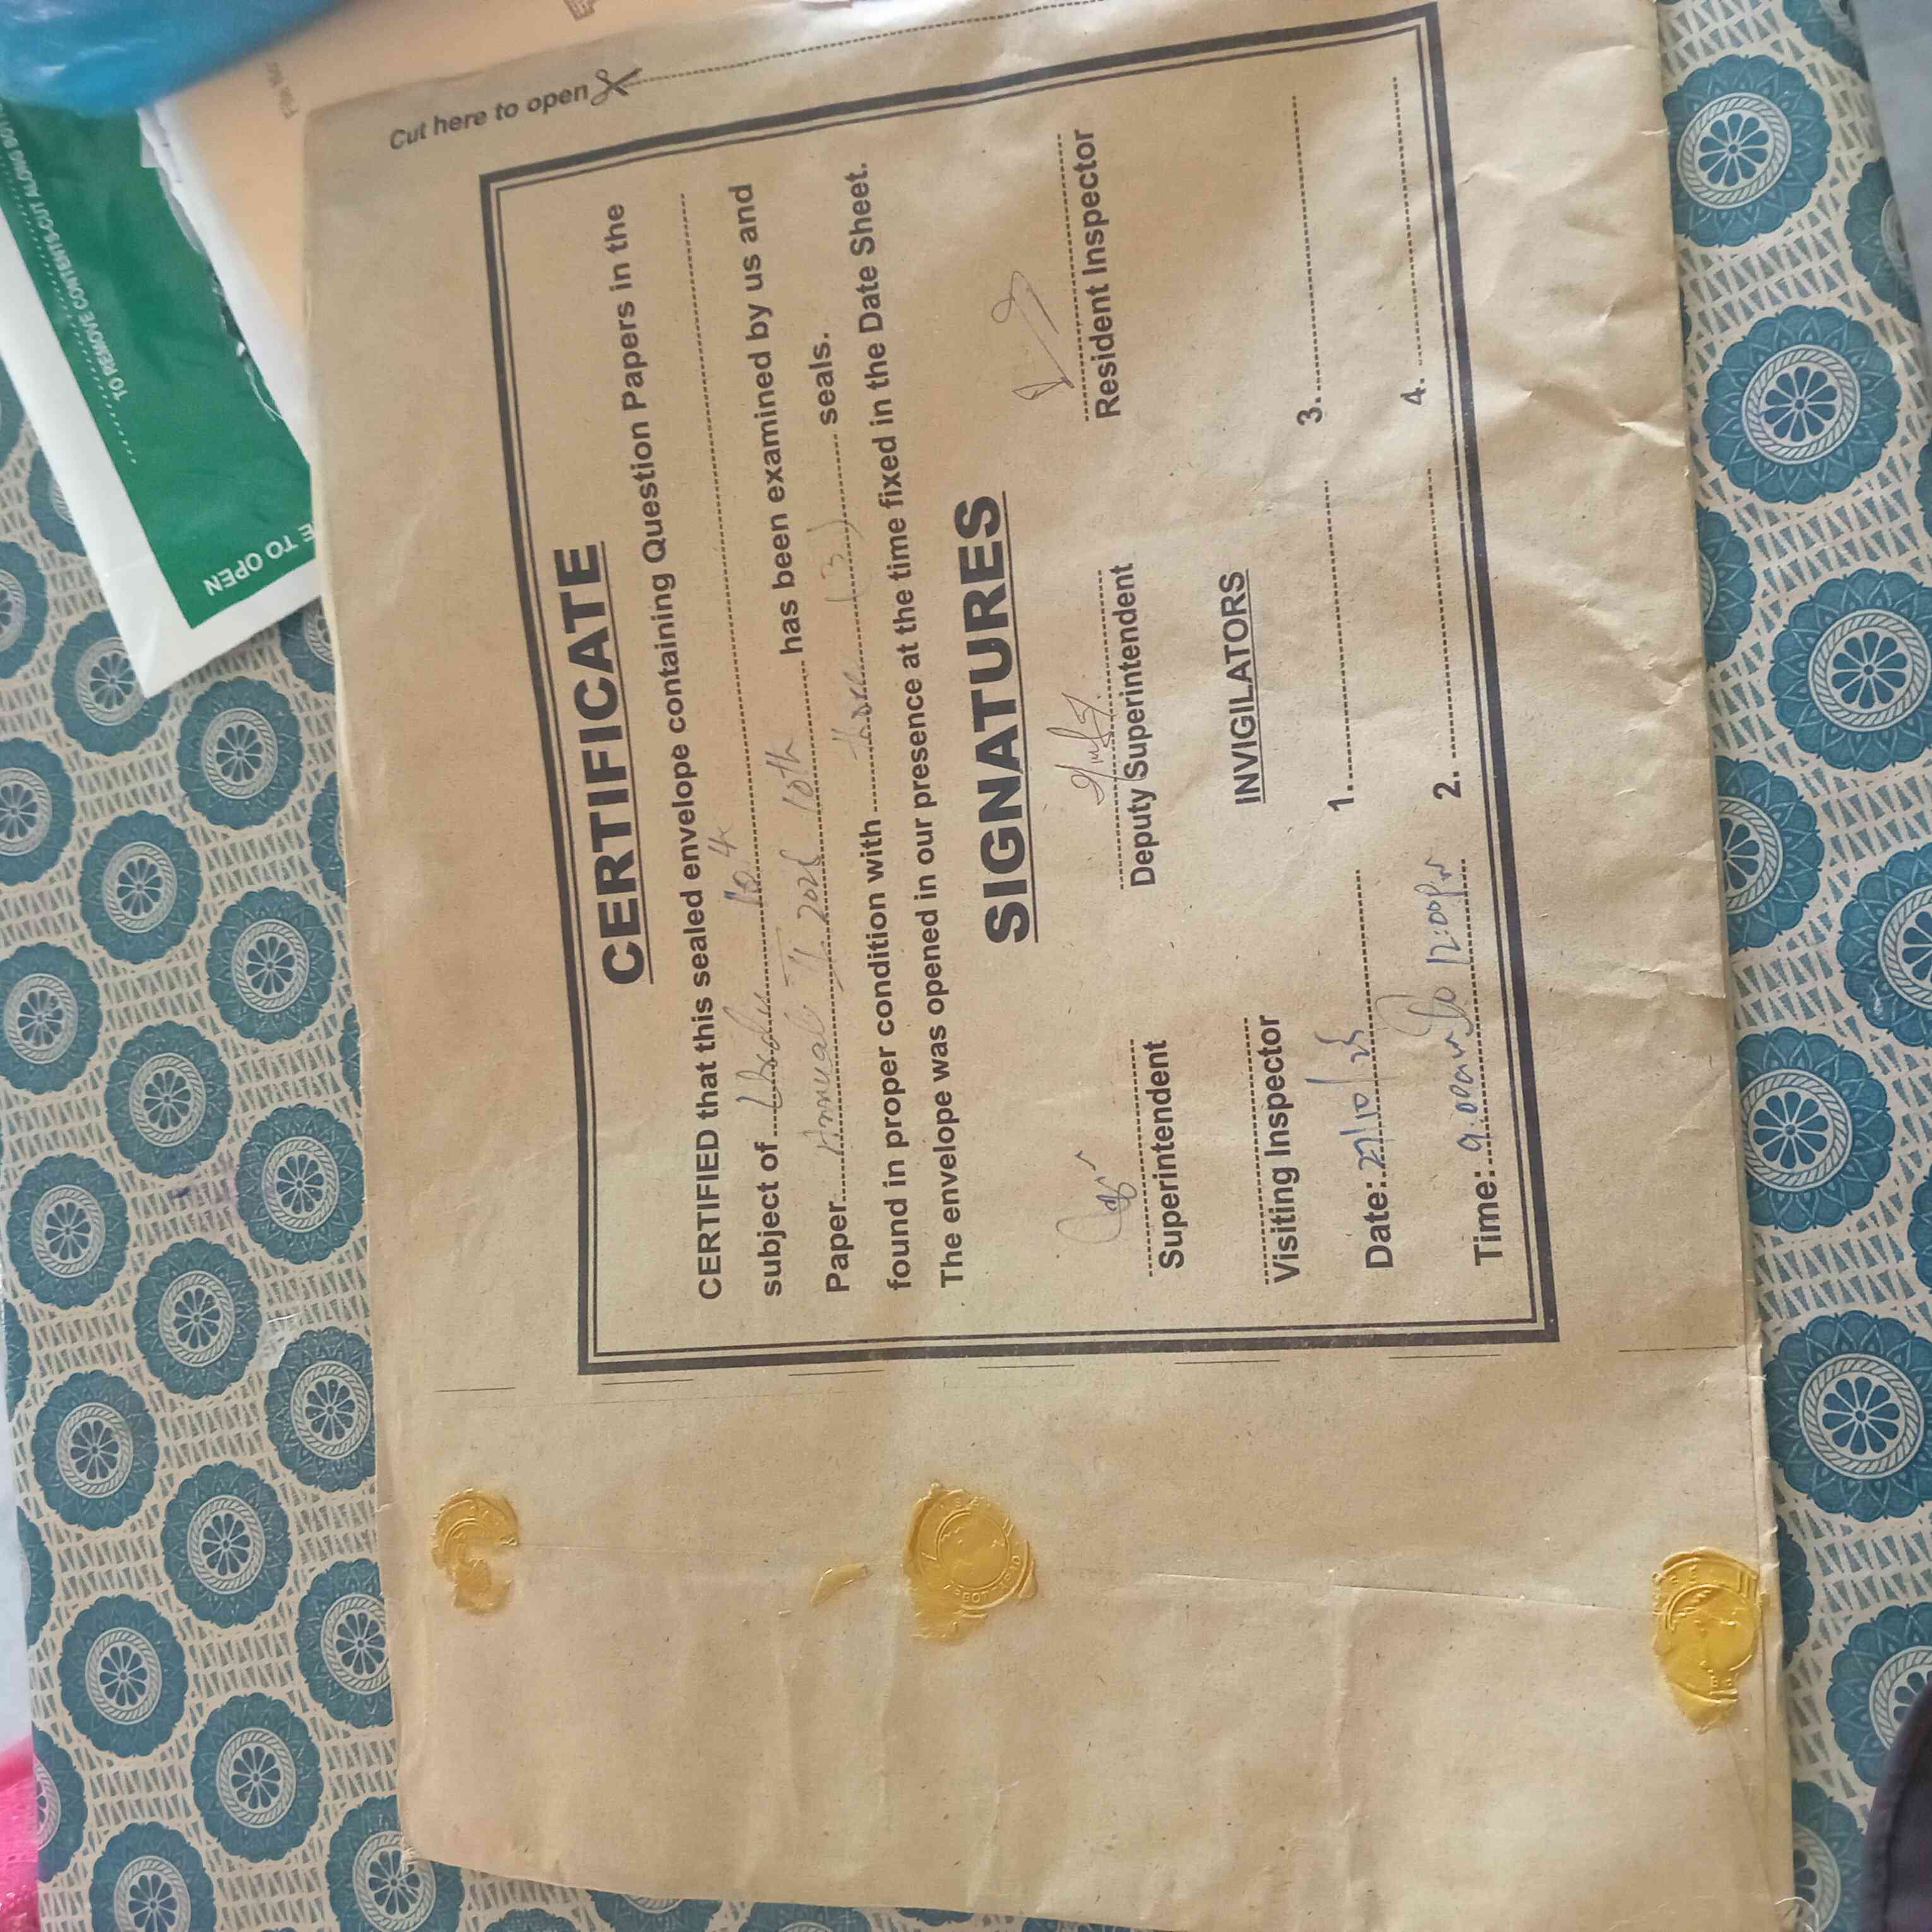 Cut here to open
CERTIFICATE
CERTIFIED that this sealed envelope containing Question Papers in the
subject of
Paper Annual II 10th has been examined by us and
found in proper condition with three (3) seals.
The envelope was opened in our presence at the time fixed in the Date Sheet.
SIGNATURES
Superintendent Deputy Superintendent Resident Inspector
Visiting Inspector INVIGILATORS
Date: 27/10/25 1. 3.
Time: 9:00am To 12:00Pm 2. 4.
TO REMOVE CONTENTS CUT ALONG
E TO OPEN